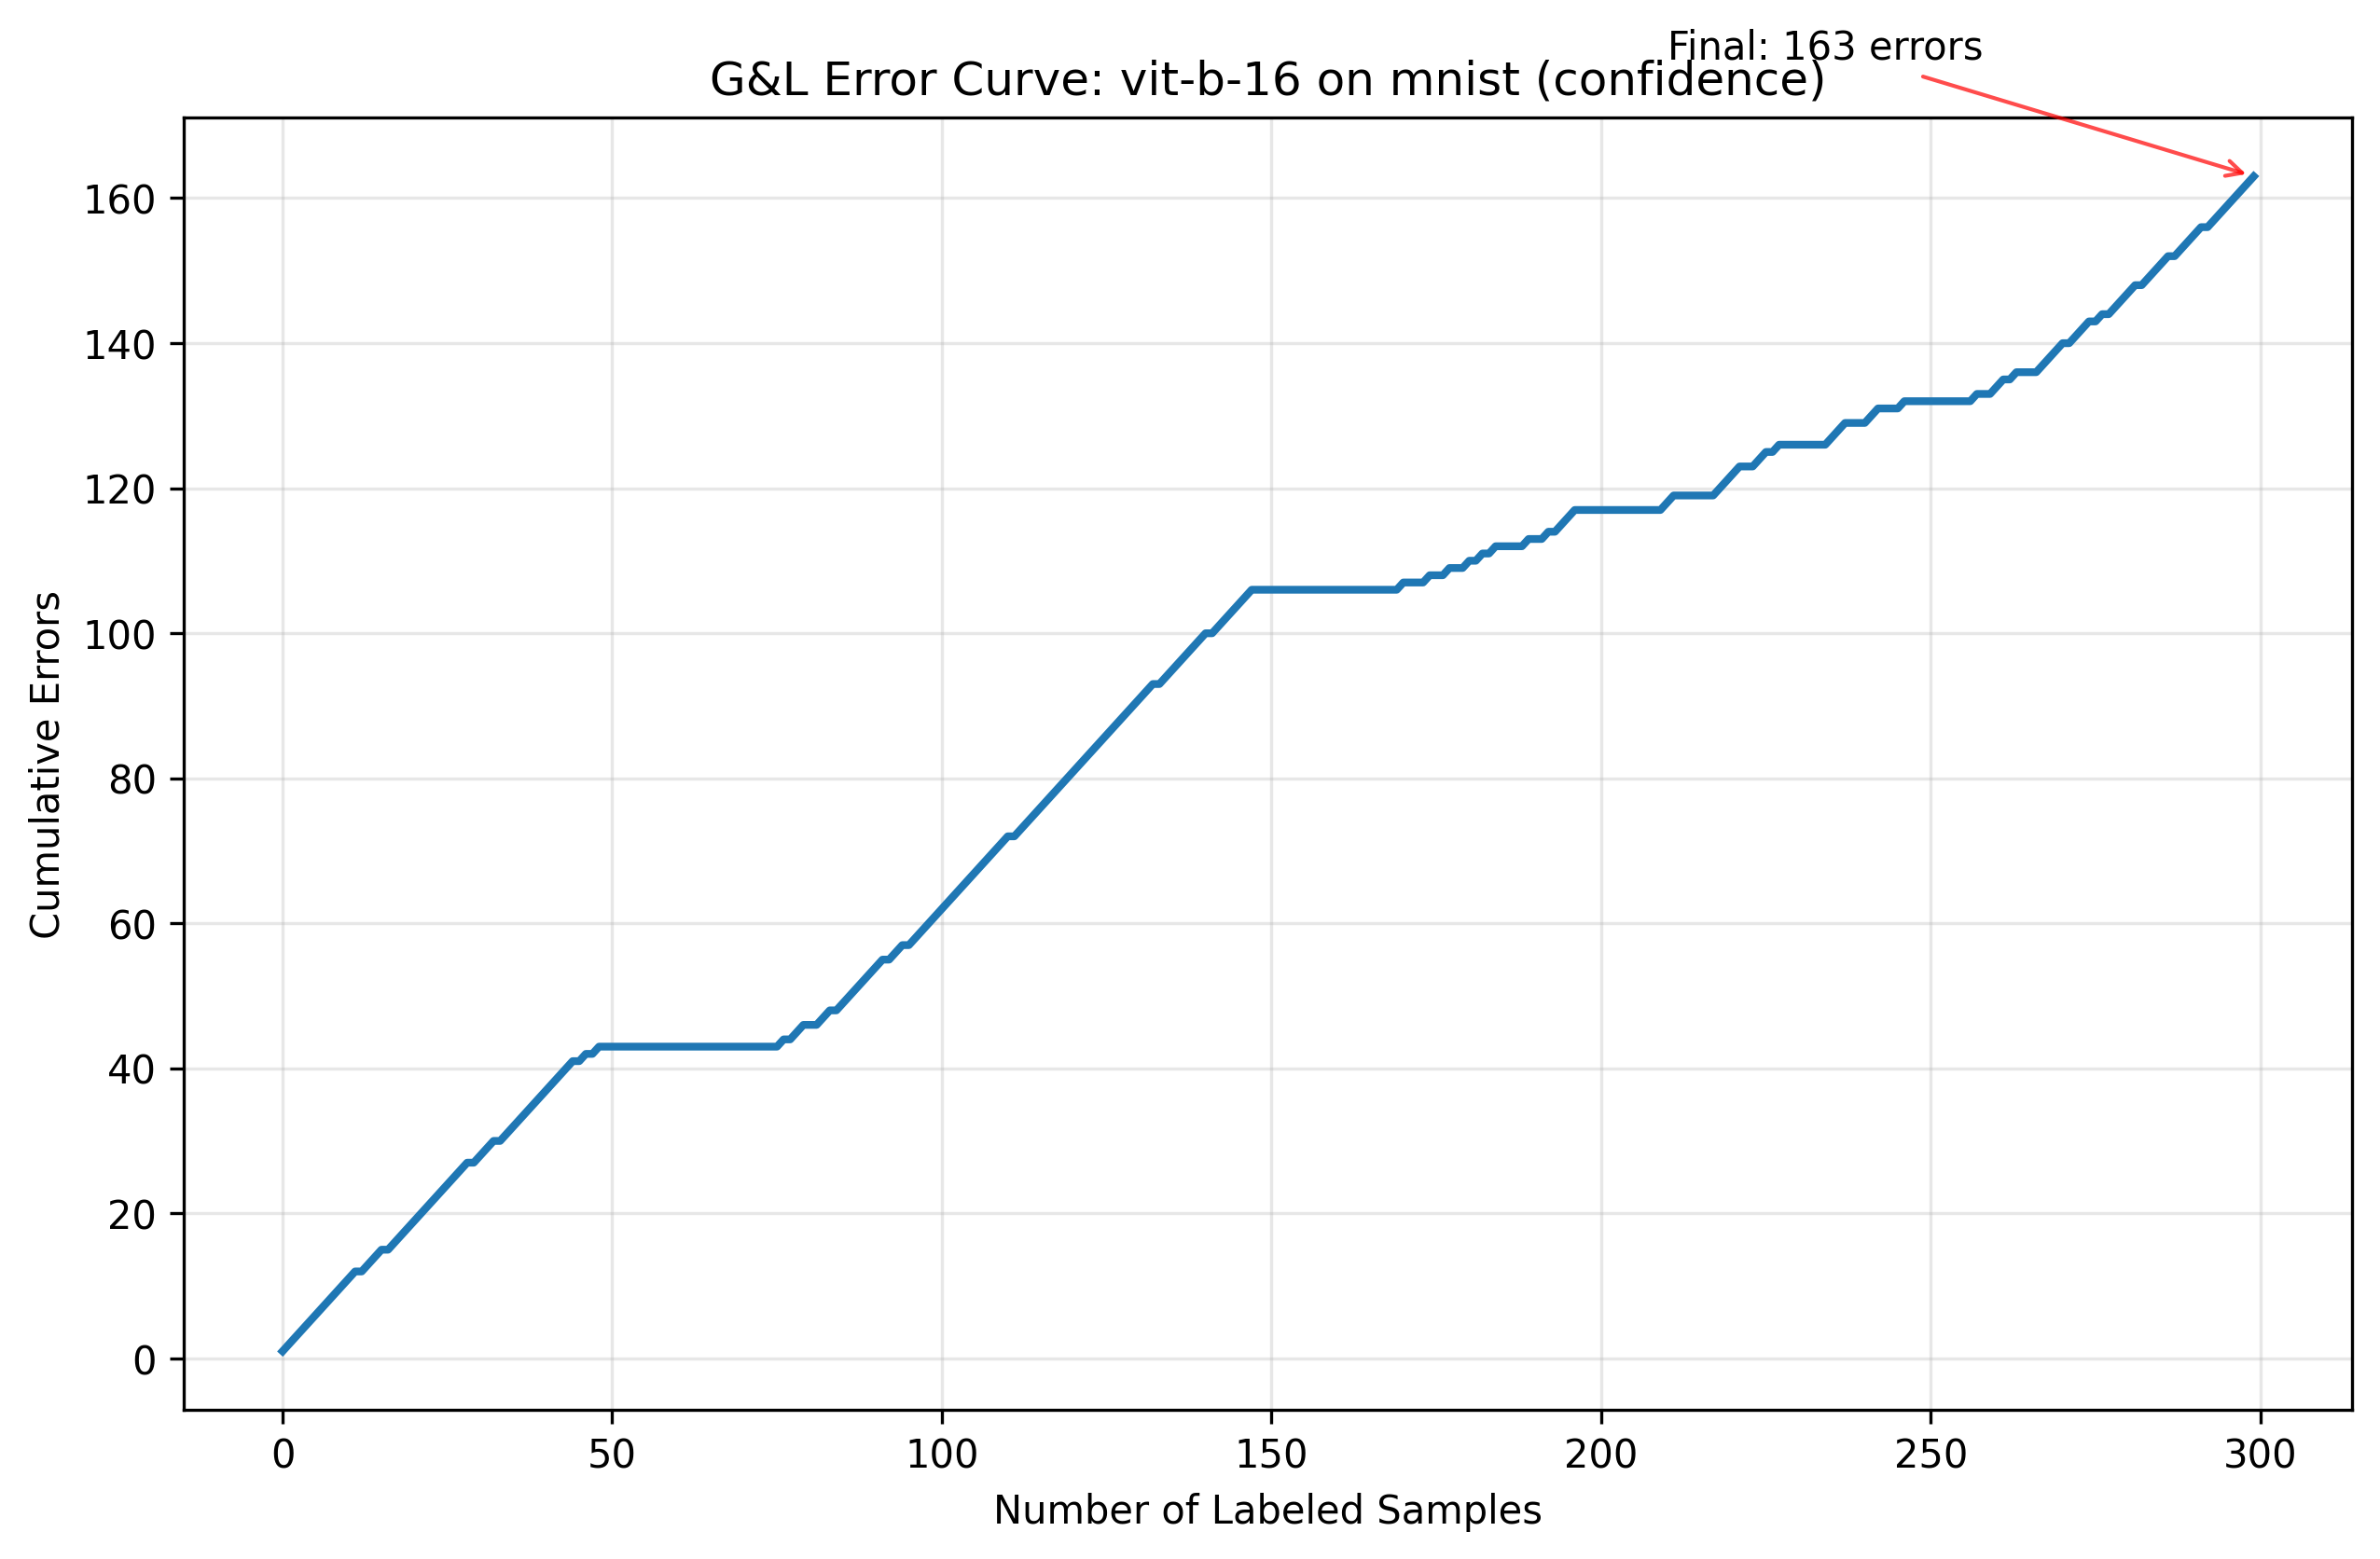 Final: 163 errors
G&L Error Curve: vit-b-16 on mnist (confidence)
160
140
120
100
80
60
40
20
0
Cumulative Errors
0 50 100 150 200 250 300
Number of Labeled Samples